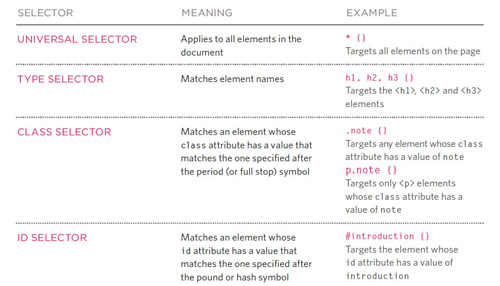 SELECTOR MEANING EXAMPLE
UNIVERSAL SELECTOR Applies to all elements in the * {}
document Targets all elements on the page
TYPE SELECTOR Matches element names h1, h2, h3 {}
Targets the <h1>, <h2> and <h3>
elements
CLASS SELECTOR Matches an element whose .note {}
class attribute has a value that Targets any element whose class
matches the one specified after attribute has a value of note
the period (or full stop) symbol p.note {}
Targets only <p> elements
whose class attribute has a
value of note
ID SELECTOR Matches an element whose #introduction {}
id attribute has a value that Targets the element whose
matches the one specified after id attribute has a value of
the pound or hash symbol introduction